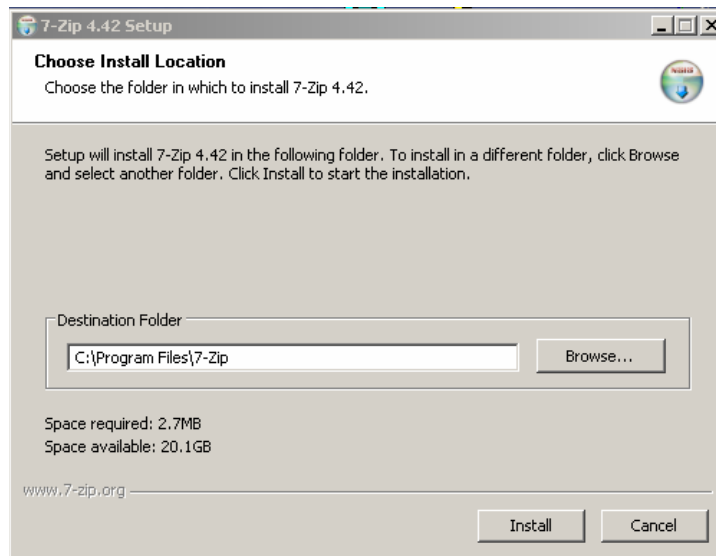 7-Zip 4.42 Setup
Choose Install Location
Choose the folder in which to install 7-Zip 4.42.
Setup will install 7-Zip 4.42 in the following folder. To install in a different folder, click Browse
and select another folder. Click Install to start the installation.
Destination Folder
C:\Program Files\7-Zip
Browse...
Space required: 2.7MB
Space available: 20.1GB
www.7-zip.org
Install
Cancel